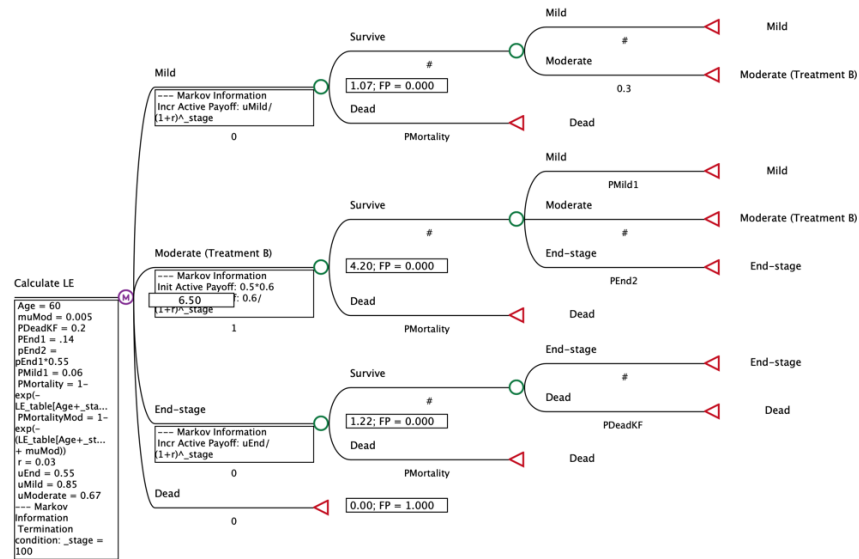 Mild
Survive
Mild
Mild
#
Moderate
Moderate (Treatment B)
0.3
--- Markov Information
Incr Active Payoff: uMild/
(1+r)^_stage
0
#
1.07; FP = 0.000
Dead
Dead
PMortality
Mild
Mild
PMild1
Survive
Moderate
Moderate (Treatment B)
#
#
End-stage
End-stage
PEnd2
Moderate (Treatment B)
--- Markov Information
Init Active Payoff: 0.5*0.6
6.50
f: 0.6/
(1+r)^_stage
1
4.20; FP = 0.000
Dead
Dead
PMortality
Calculate LE
M
Age = 60
muMod = 0.005
PDeadKF = 0.2
PEnd1 = .14
pEnd2 =
pEnd1*0.55
PMild1 = 0.06
PMortality = 1-
exp(-
LE_table[Age+_sta...
PMortalityMod = 1-
exp(-
(LE_table[Age+_st...
+ muMod))
r = 0.03
uEnd = 0.55
uMild = 0.85
uModerate = 0.67
--- Markov
Information
Termination
condition: _stage =
100
End-stage
--- Markov Information
Incr Active Payoff: uEnd/
(1+r)^_stage
0
Survive
#
1.22; FP = 0.000
Dead
Dead
PMortality
End-stage
End-stage
#
Dead
Dead
PDeadKF
Dead
0
0.00; FP = 1.000